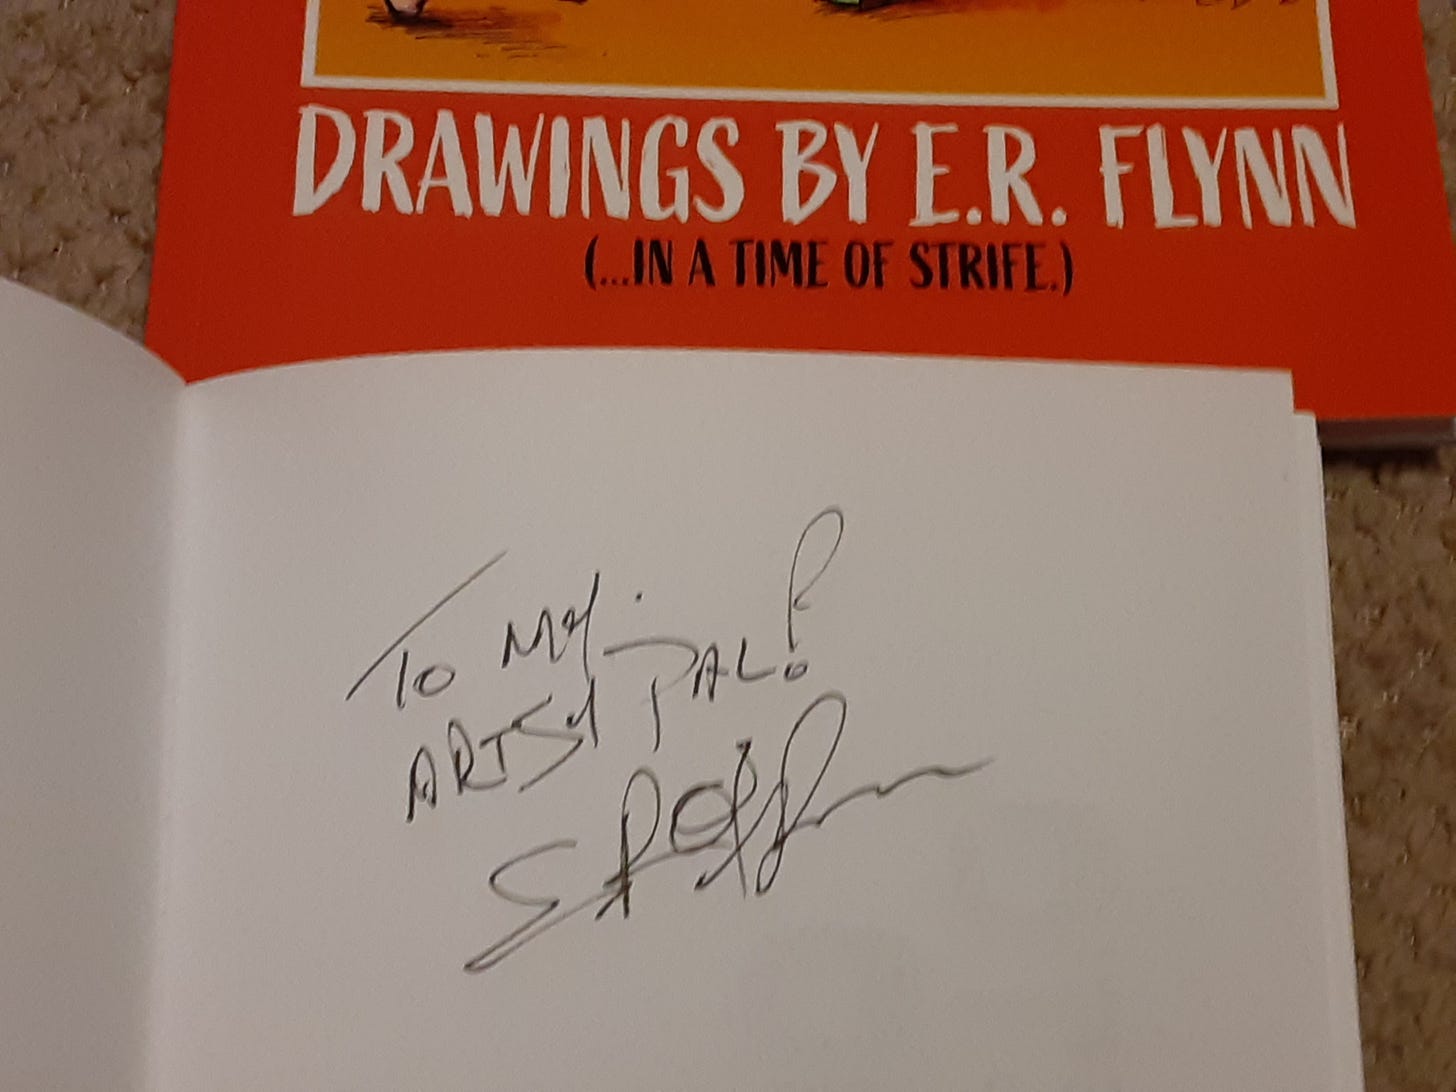 DRAWINGS BY E.R. FLYNN
(...IN A TIME OF STRIFE.)
TO MY
ARTSY PAL!